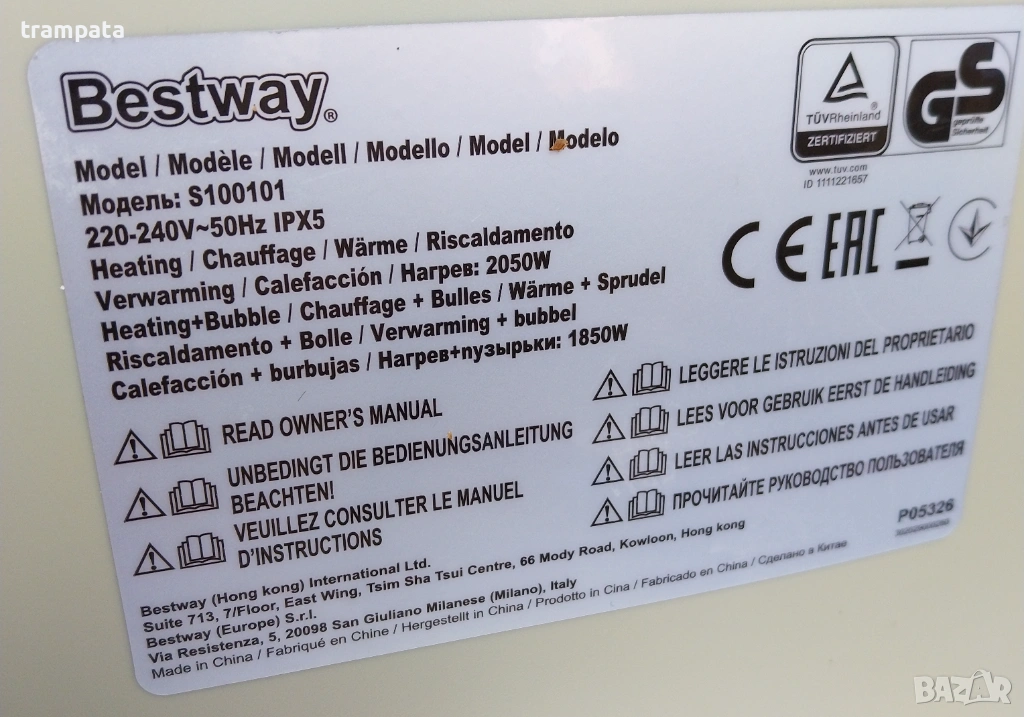 trampata
Bestway®
Model / Modèle / Modell / Modello / Model / Modelo
Модель: S100101
220-240V~50Hz IPX5
Heating / Chauffage / Wärme / Riscaldamento
Verwarming / Calefacción / Нагрев: 2050W
Heating+Bubble / Chauffage + Bulles / Wärme + Sprudel
Riscaldamento + Bolle / Verwarming + bubbel
Calefacción + burbujas / Нагрев+пузырьки: 1850W
TÜVRheinland®
ZERTIFIZIERT
www.tuv.com
ID 1111221657
GS
geprüfte
Sicherheit
CE EAC
READ OWNER'S MANUAL
UNBEDINGT DIE BEDIENUNGSANLEITUNG
BEACHTEN!
VEUILLEZ CONSULTER LE MANUEL
D'INSTRUCTIONS
LEGGERE LE ISTRUZIONI DEL PROPRIETARIO
LEES VOOR GEBRUIK EERST DE HANDLEIDING
LEER LAS INSTRUCCIONES ANTES DE USAR
ПРОЧИТАЙТЕ РУКОВОДСТВО ПОЛЬЗОВАТЕЛЯ
P05326
Bestway (Hong kong) International Ltd.
Suite 713, 7/Floor, East Wing, Tsim Sha Tsui Centre, 66 Mody Road, Kowloon, Hong kong
Bestway (Europe) S.r.l.
Via Resistenza, 5, 20098 San Giuliano Milanese (Milano), Italy
Made in China / Fabriqué en Chine / Hergestellt in China / Prodotto in Cina / Fabricado en China / Сделано в Китае
BAZAR